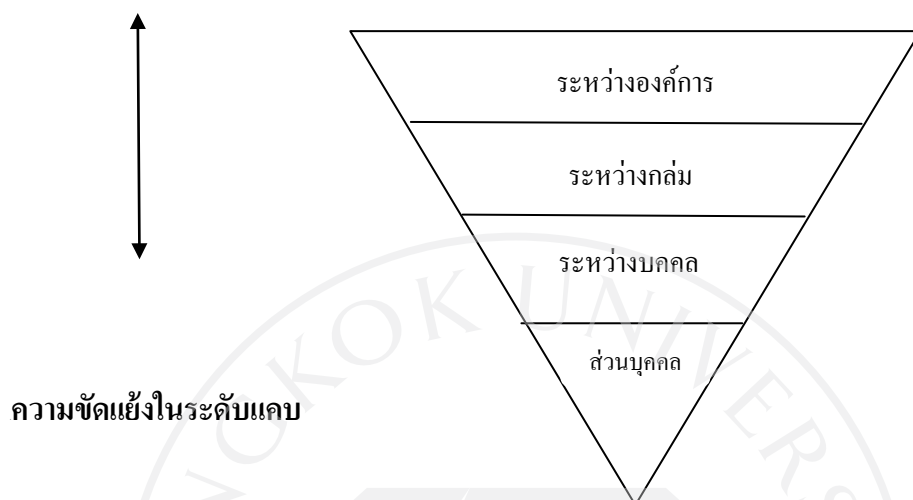 ระหว่างองค์การ
ระหว่างกลุ่ม
ระหว่างบุคคล
ส่วนบุคคล
ความขัดแย้งในระดับแคบ